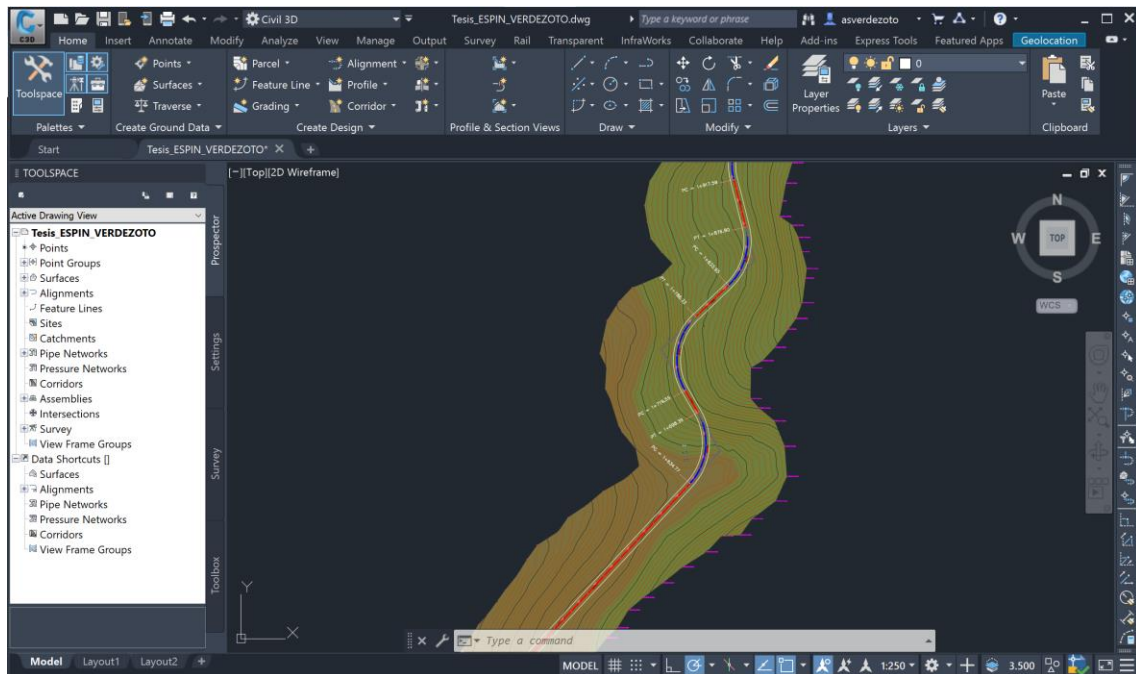 C3D
Civil 3D
Tesis_ESPIN_VERDEZOTO.dwg
Type a keyword or phrase
asverdezoto
Home Insert Annotate Modify Analyze View Manage Output Survey Rail Transparent InfraWorks Collaborate Help Add-ins Express Tools Featured Apps Geolocation
Toolspace
Points
Surfaces
Traverse
Parcel
Feature Line
Grading
Alignment
Profile
Corridor
Layer Properties
0
Paste
Palettes Create Ground Data Create Design Profile & Section Views Draw Modify Layers Clipboard
Start Tesis_ESPIN_VERDEZOTO* +
TOOLSPACE
[−][Top][2D Wireframe]
Active Drawing View
Tesis_ESPIN_VERDEZOTO
Points
Point Groups
Surfaces
Alignments
Feature Lines
Sites
Catchments
Pipe Networks
Pressure Networks
Corridors
Assemblies
Intersections
Survey
View Frame Groups
Data Shortcuts []
Surfaces
Alignments
Pipe Networks
Pressure Networks
Corridors
View Frame Groups
Prospector
Settings
Survey
Toolbox
N
W TOP E
S
WCS
Y
X
Type a command
Model Layout1 Layout2 +
MODEL 1:250 3.500